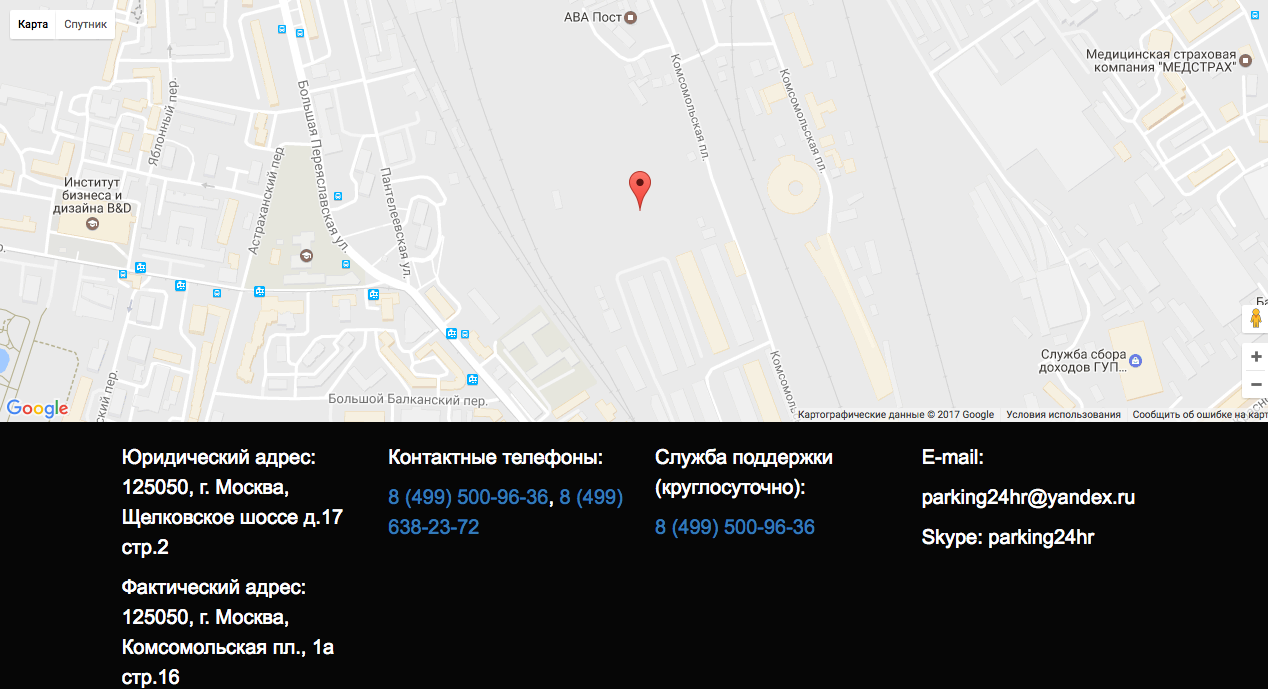 Карта
Спутник
АВА Пост
Медицинская страховая
компания "МЕДСТРАХ"
Яблонный пер.
Большая Переяславская ул.
Комсомольская пл.
Комсомольская пл.
Институт
бизнеса и
дизайна B&D
Астраханский пер
Пантелеевская ул.
Служба сбора
доходов ГУП...
Большой Балканский пер.
Google
Картографические данные © 2017 Google
Условия использования
Сообщить об ошибке на карт
Юридический адрес:
125050, г. Москва,
Щелковское шоссе д.17
стр.2
Фактический адрес:
125050, г. Москва,
Комсомольская пл., 1а
стр.16
Контактные телефоны:
8 (499) 500-96-36, 8 (499)
638-23-72
Служба поддержки
(круглосуточно):
8 (499) 500-96-36
E-mail:
parking24hr@yandex.ru
Skype: parking24hr